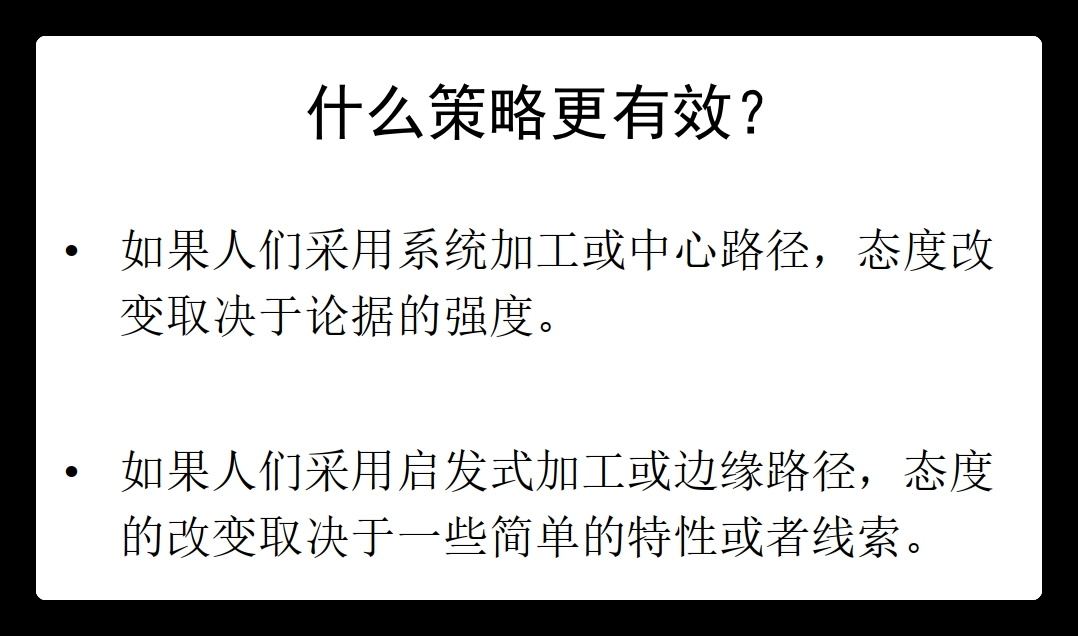 什么策略更有效？
• 如果人们采用系统加工或中心路径，态度改
变取决于论据的强度。
• 如果人们采用启发式加工或边缘路径，态度
的改变取决于一些简单的特性或者线索。